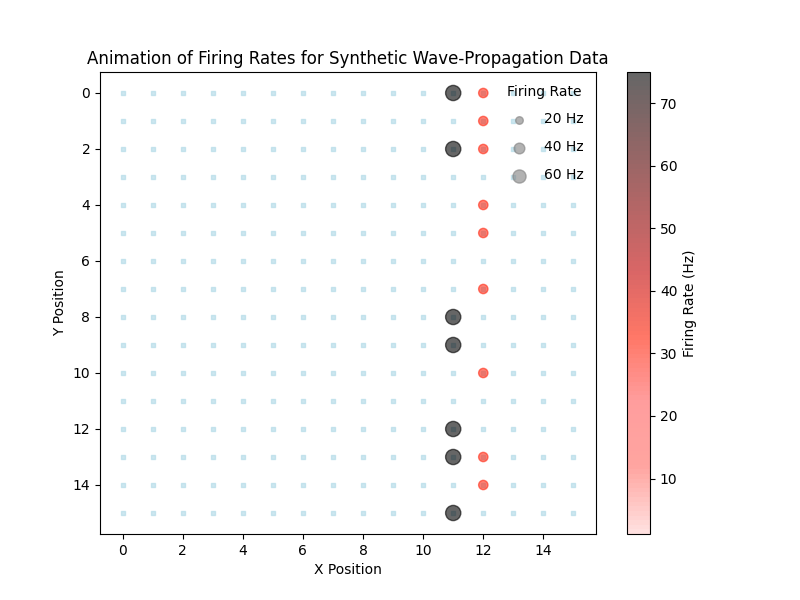 Animation of Firing Rates for Synthetic Wave-Propagation Data
Firing Rate
20 Hz
40 Hz
60 Hz
0
2
4
6
8
10
12
14
Y Position
0 2 4 6 8 10 12 14
X Position
70
60
50
40
30
20
10
Firing Rate (Hz)